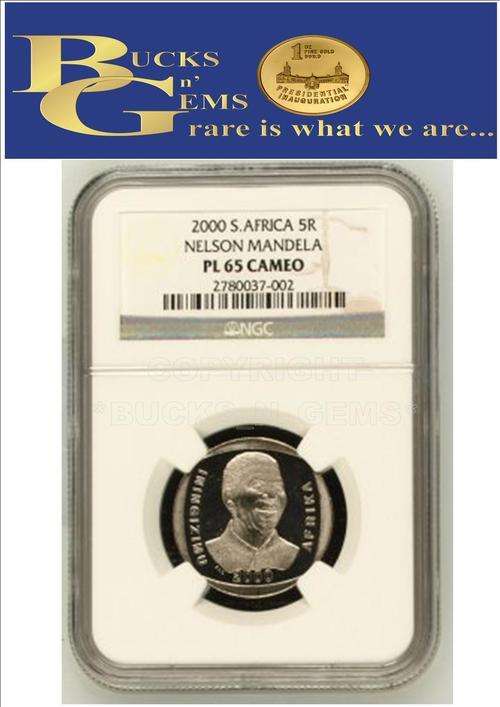 BUCKS
n'
GEMS
1
OZ
FINE GOLD
PRESIDENTIAL
INAUGURATION
rare is what we are...
2000 S.AFRICA 5R
NELSON MANDELA
PL 65 CAMEO
2780037-002
NGC
COPYRIGHT
*BUCKS N GEMS*
ININGIZIMU
AFRIKA
2000